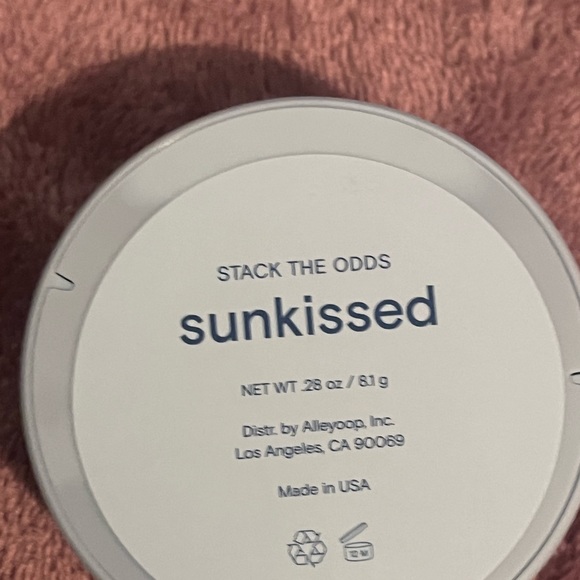 STACK THE ODDS
sunkissed
NET WT .28 oz / 8.1 g
Distr. by Alleyoop, Inc.
Los Angeles, CA 90069
Made in USA
12 M